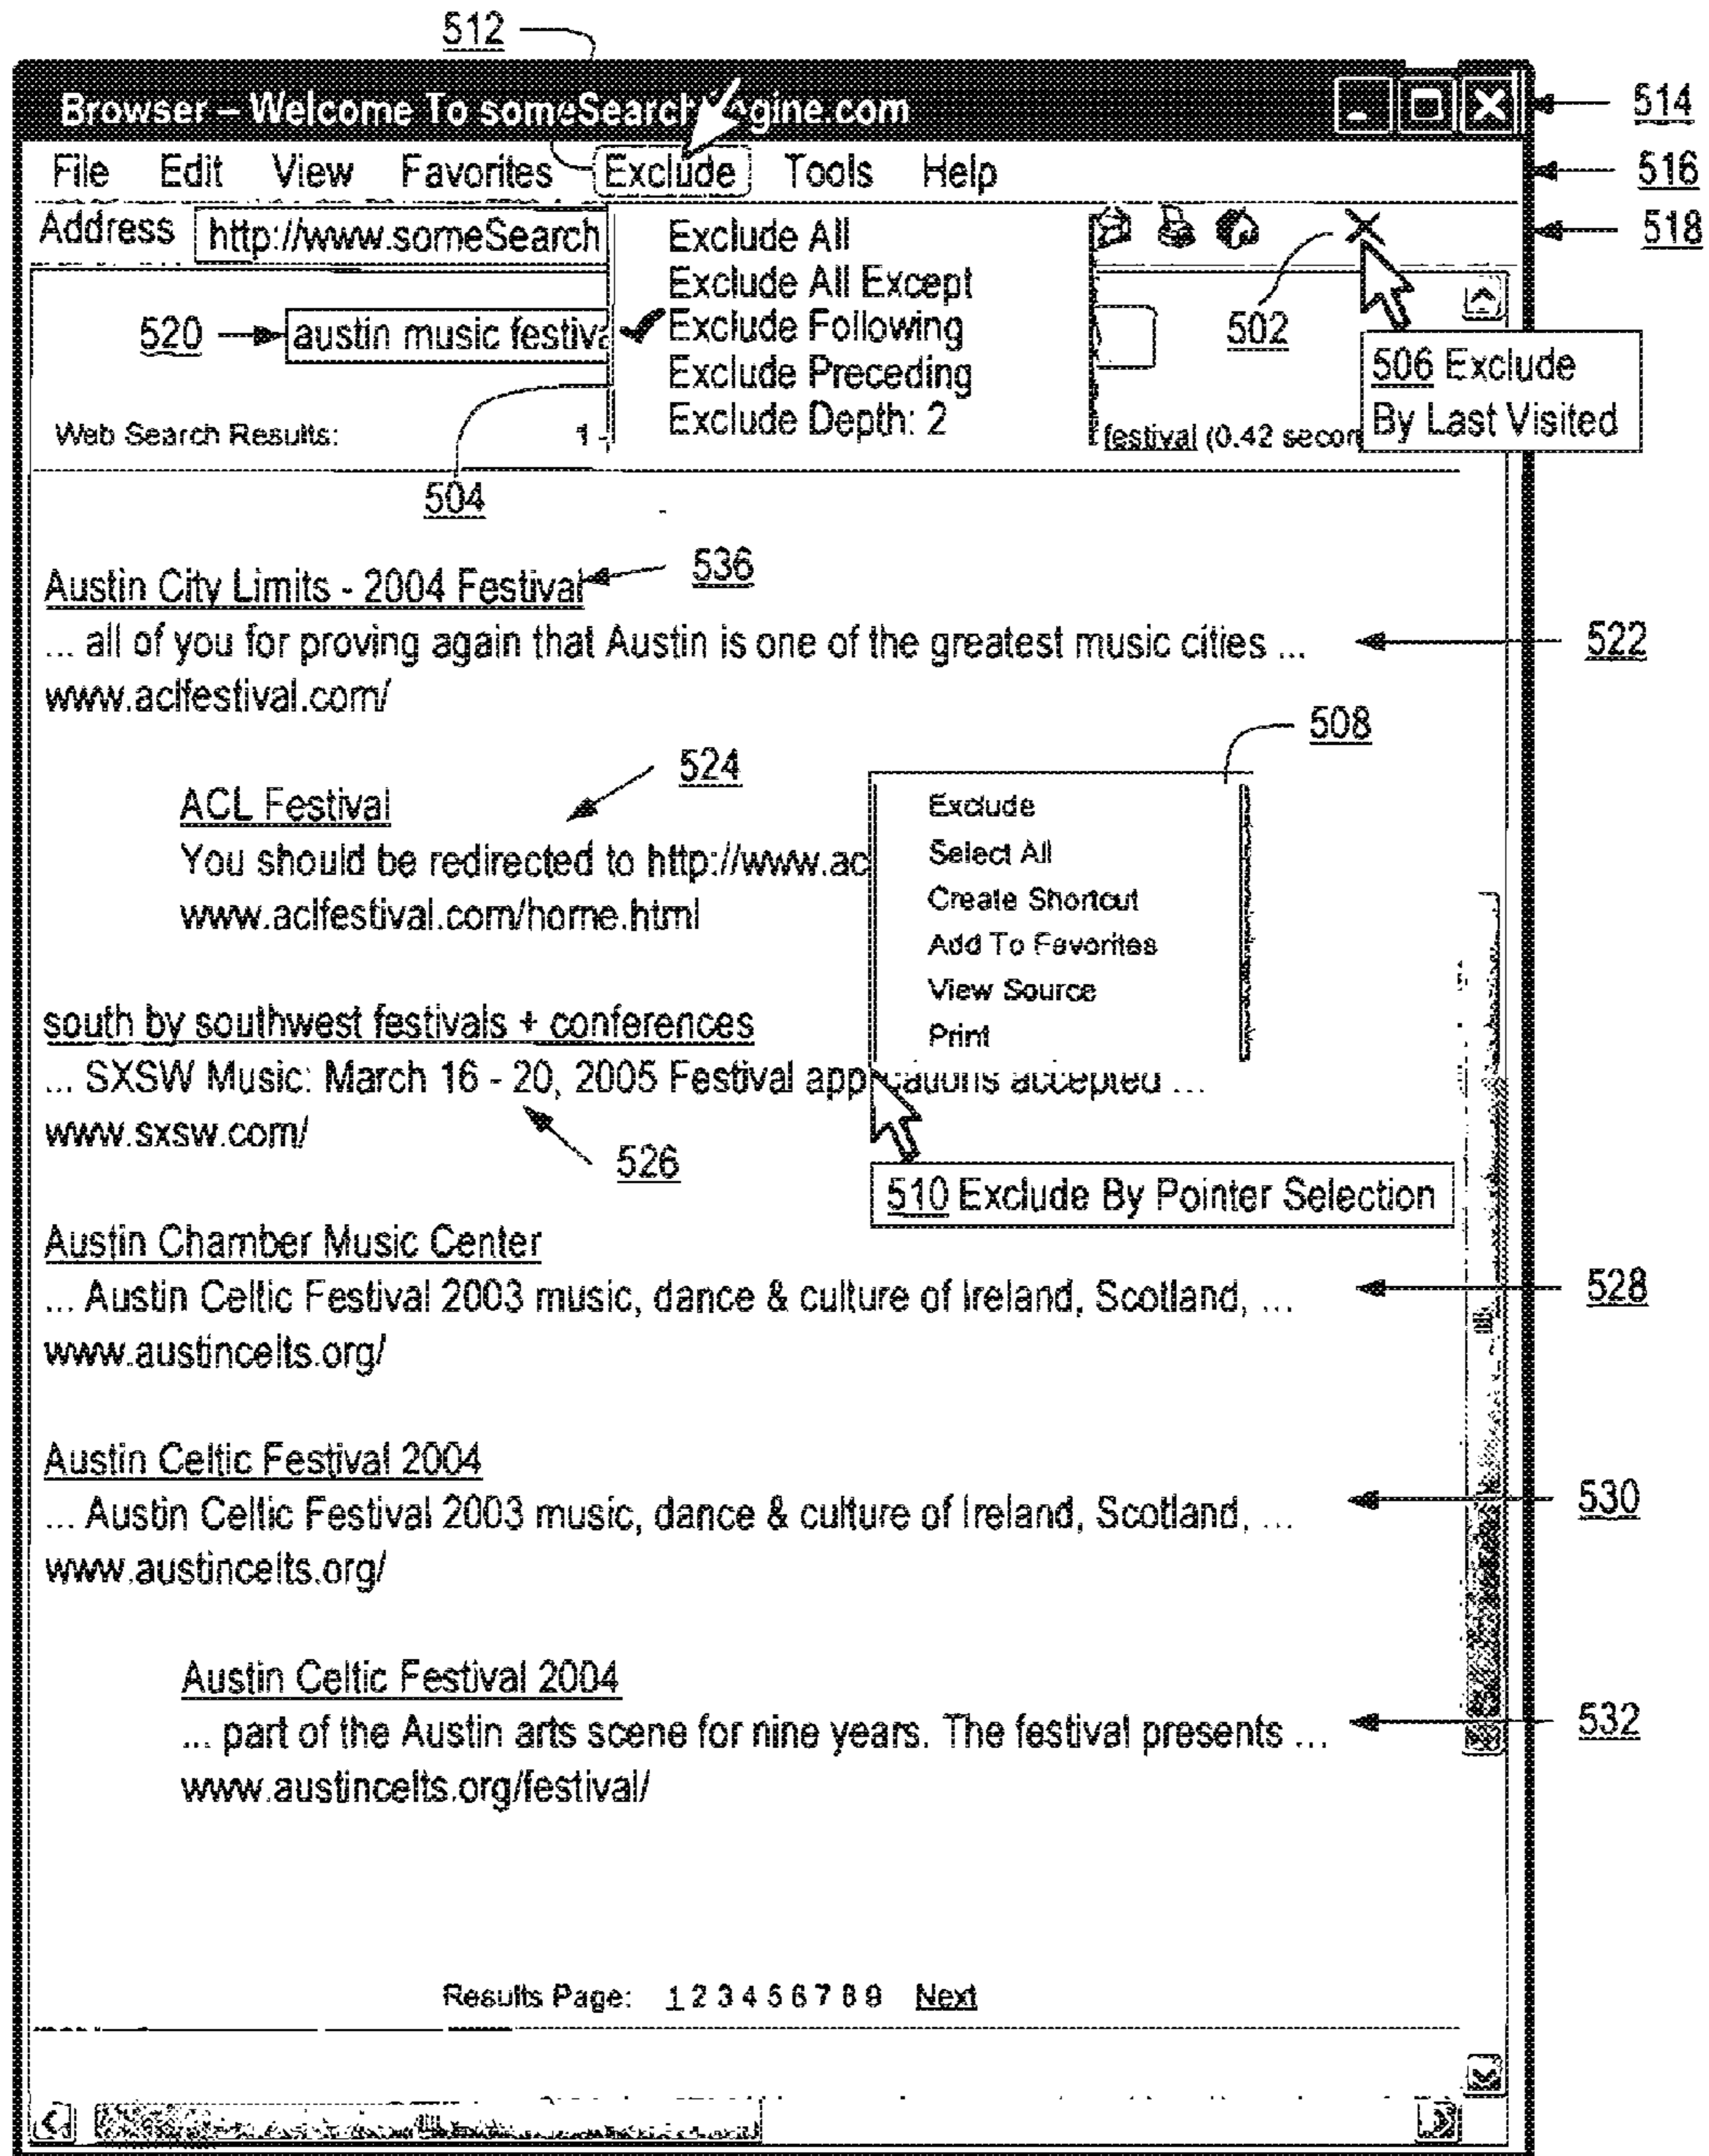 512
Browser – Welcome To someSearch gine.com
514
File Edit View Favorites Exclude Tools Help
516
Address http://www.someSearch
518
Exclude All
Exclude All Except
Exclude Following
Exclude Preceding
Exclude Depth: 2
502
520 austin music festiva
506 Exclude
By Last Visited
Web Search Results: 1 - festival (0.42 secon
504
Austin City Limits - 2004 Festival
536
... all of you for proving again that Austin is one of the greatest music cities ...
522
www.aclfestival.com/
508
524
ACL Festival
You should be redirected to http://www.ac
www.aclfestival.com/home.html
Exclude
Select All
Create Shortcut
Add To Favorites
View Source
Print
south by southwest festivals + conferences
... SXSW Music: March 16 - 20, 2005 Festival applications accepted ...
www.sxsw.com/
526
510 Exclude By Pointer Selection
Austin Chamber Music Center
... Austin Celtic Festival 2003 music, dance & culture of Ireland, Scotland, ...
528
www.austincelts.org/
Austin Celtic Festival 2004
... Austin Celtic Festival 2003 music, dance & culture of Ireland, Scotland, ...
530
www.austincelts.org/
Austin Celtic Festival 2004
... part of the Austin arts scene for nine years. The festival presents ...
532
www.austincelts.org/festival/
Results Page: 1 2 3 4 5 6 7 8 9 Next